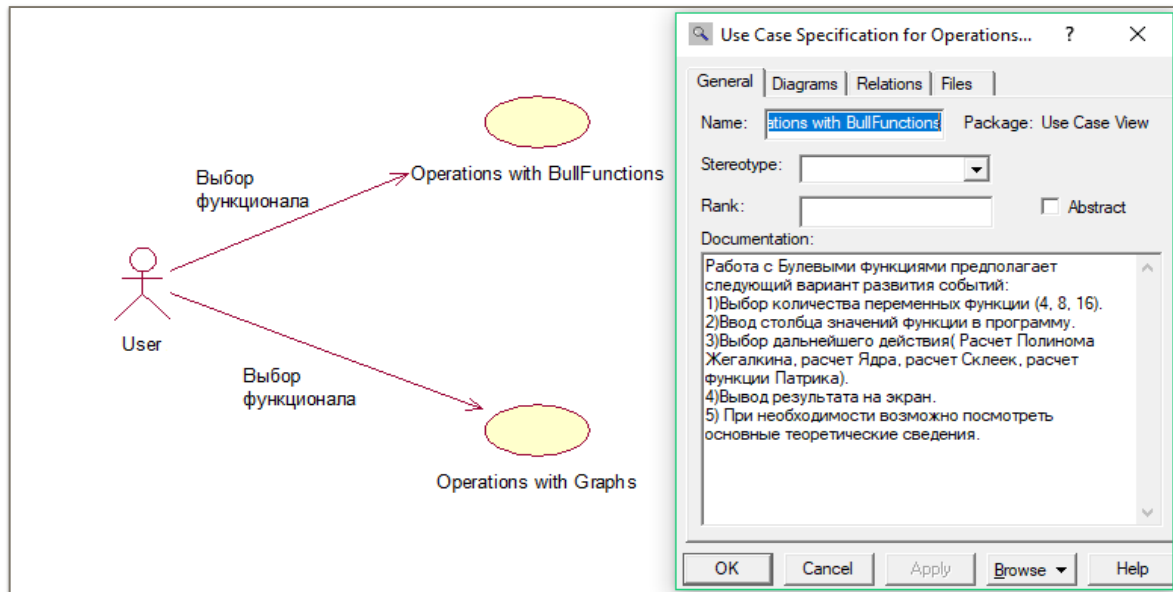 Выбор
функционала
Operations with BullFunctions
User
Выбор
функционала
Operations with Graphs
Use Case Specification for Operations... ?
General Diagrams Relations Files
Name: ations with BullFunctions Package: Use Case View
Stereotype:
Rank: Abstract
Documentation:
Работа с Булевыми функциями предполагает
следующий вариант развития событий:
1)Выбор количества переменных функции (4, 8, 16).
2)Ввод столбца значений функции в программу.
3)Выбор дальнейшего действия( Расчет Полинома
Жегалкина, расчет Ядра, расчет Склеек, расчет
функции Патрика).
4)Вывод результата на экран.
5) При необходимости возможно посмотреть
основные теоретические сведения.
OK Cancel Apply Browse Help